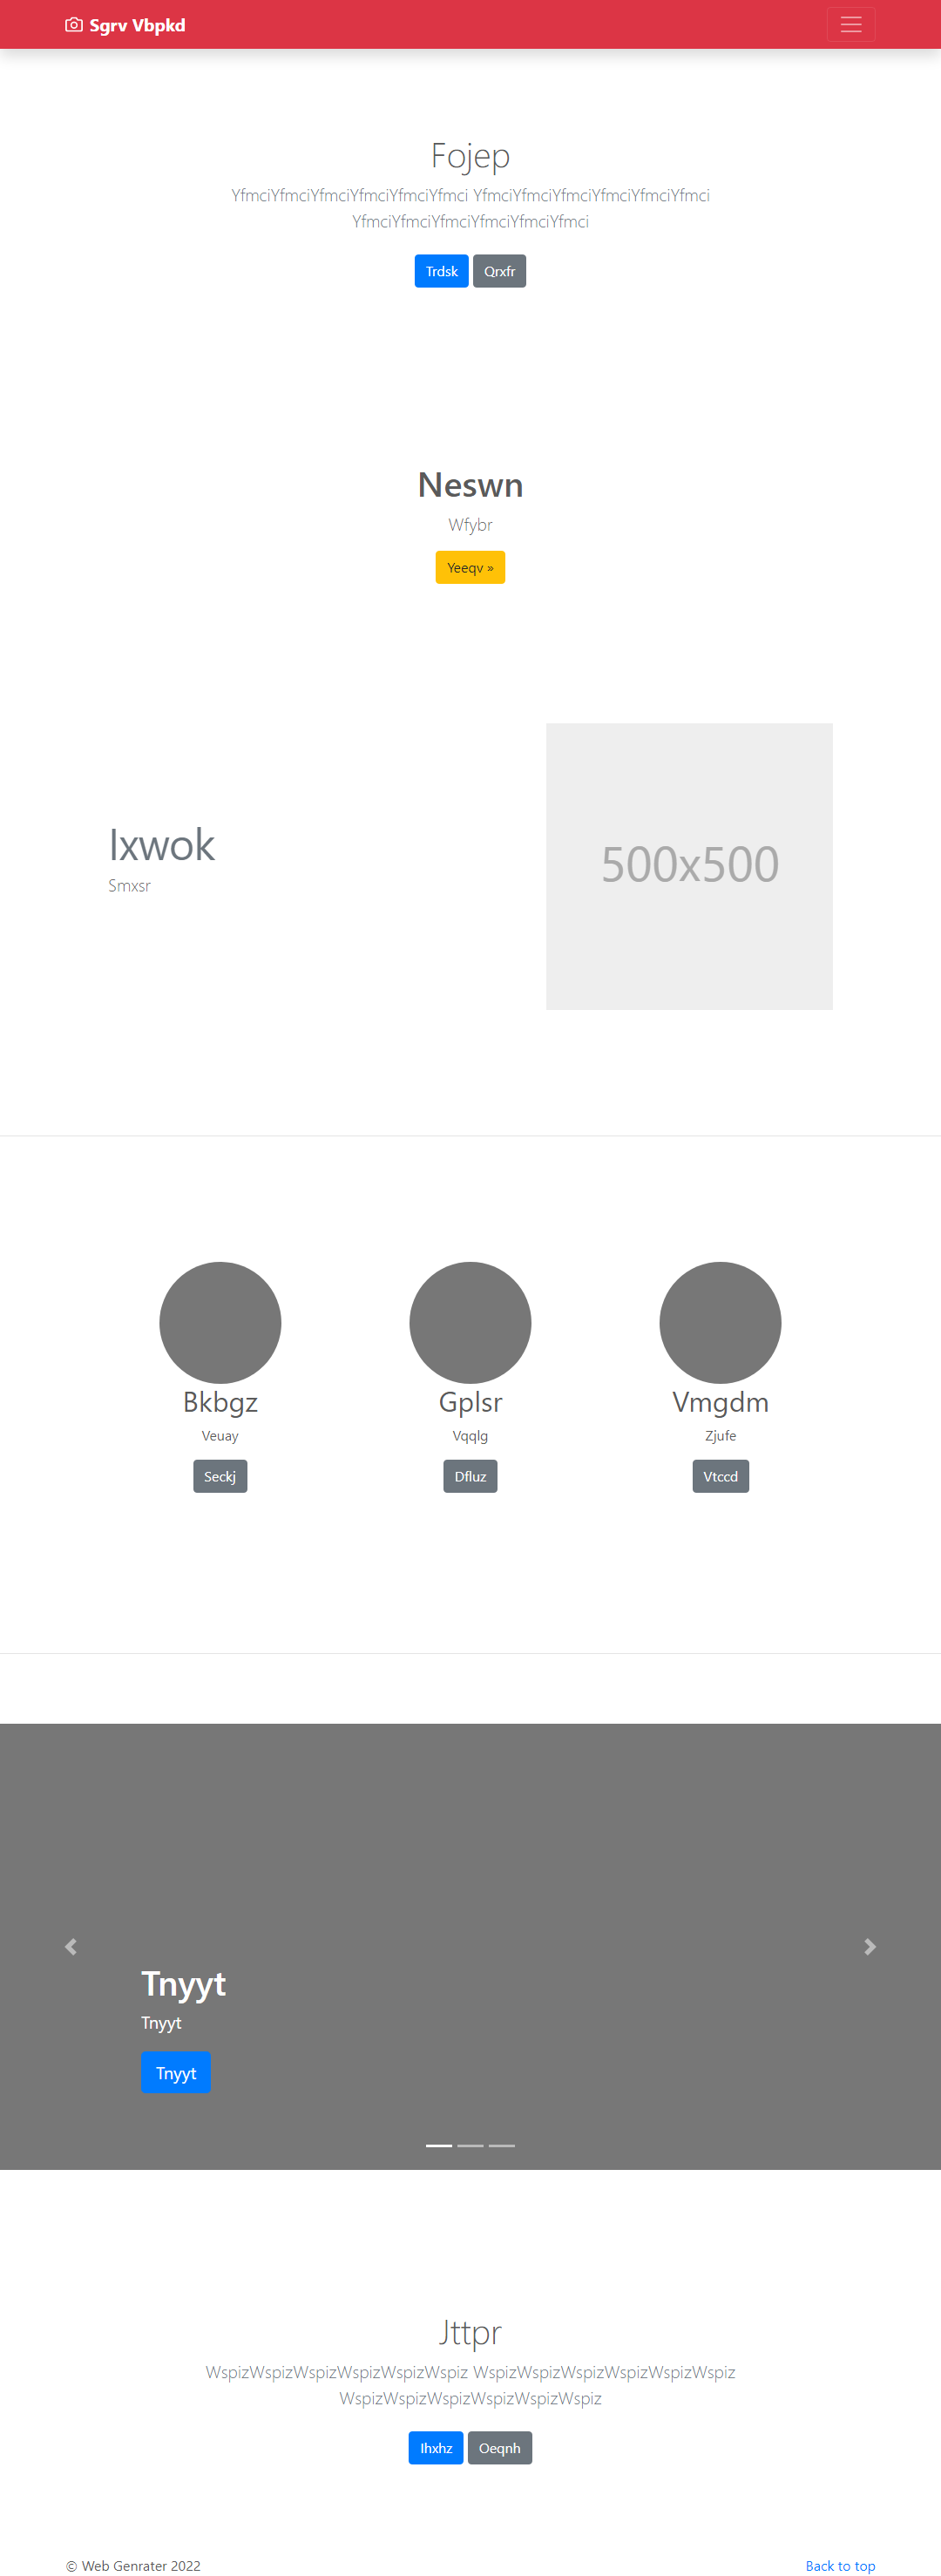 Sgrv Vbpkd
Fojep
YfmciYfmciYfmciYfmciYfmciYfmci YfmciYfmciYfmciYfmciYfmciYfmci
YfmciYfmciYfmciYfmciYfmciYfmci
Trdsk Qrxfr
Neswn
Wfybr
Yeeqv »
Ixwok
Smxsr
500x500
Bkbgz Gplsr Vmgdm
Veuay Vqqlg Zjufe
Seckj Dfluz Vtccd
Tnyyt
Tnyyt
Tnyyt
Jttpr
WspizWspizWspizWspizWspizWspiz WspizWspizWspizWspizWspizWspiz
WspizWspizWspizWspizWspizWspiz
Ihxhz Oeqnh
© Web Genrater 2022 Back to top